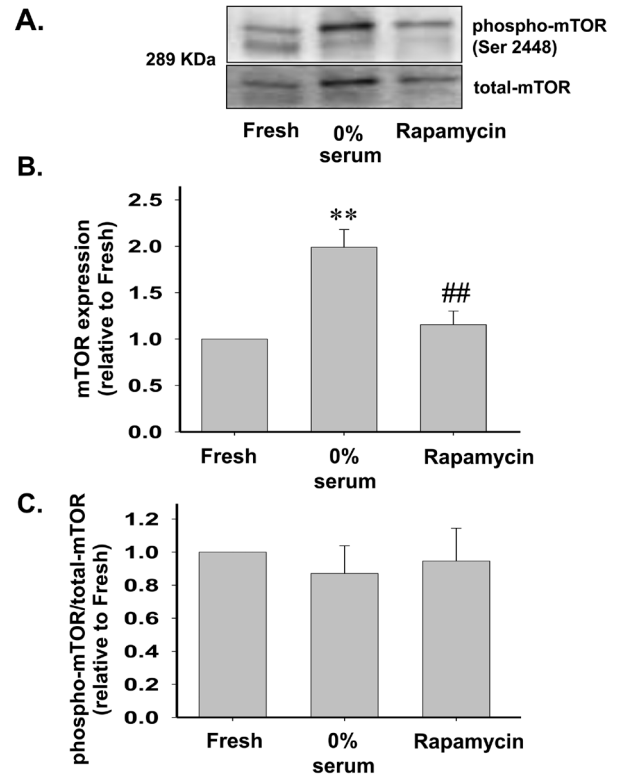 A.
phospho-mTOR
(Ser 2448)
289 KDa
total-mTOR
Fresh 0% Rapamycin
serum
B.
mTOR expression
(relative to Fresh)
2.5
2.0
1.5
1.0
0.5
0.0
**
##
Fresh 0% Rapamycin
serum
C.
phospho-mTOR/total-mTOR
(relative to Fresh)
1.2
1.0
0.8
0.6
0.4
0.2
0.0
Fresh 0% Rapamycin
serum